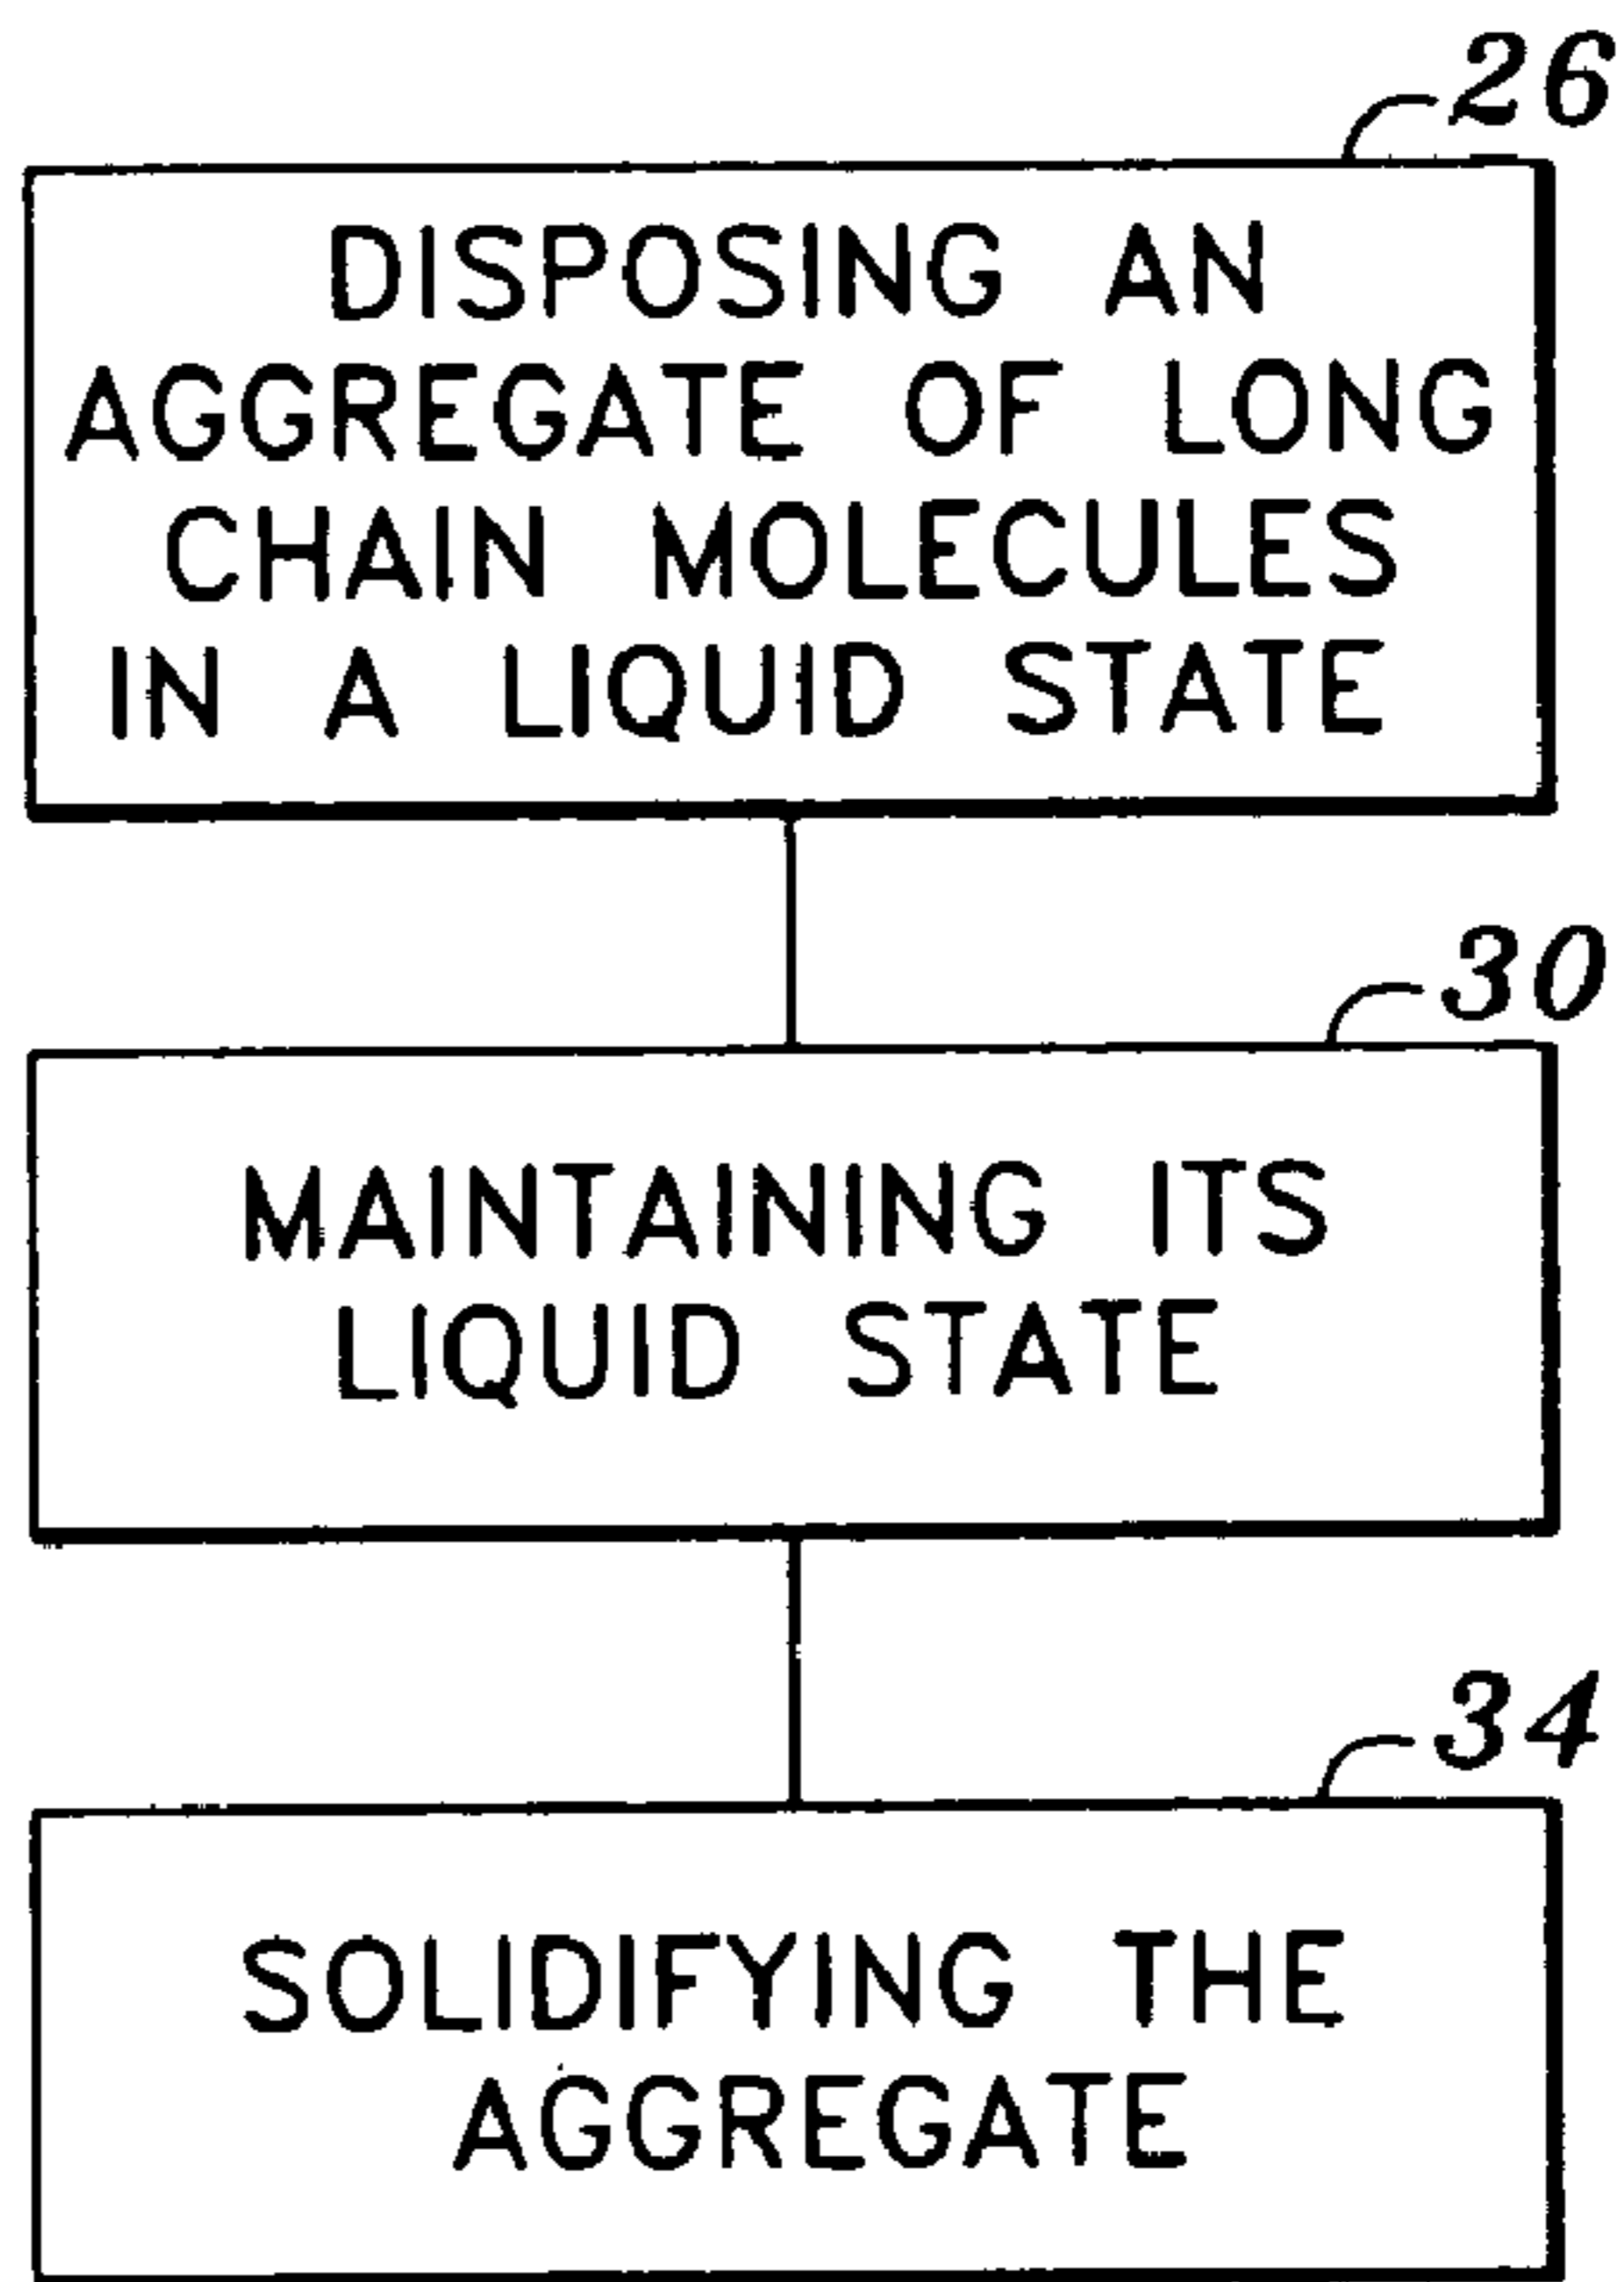 26
DISPOSING AN
AGGREGATE OF LONG
CHAIN MOLECULES
IN A LIQUID STATE
30
MAINTAINING ITS
LIQUID STATE
34
SOLIDIFYING THE
AGGREGATE